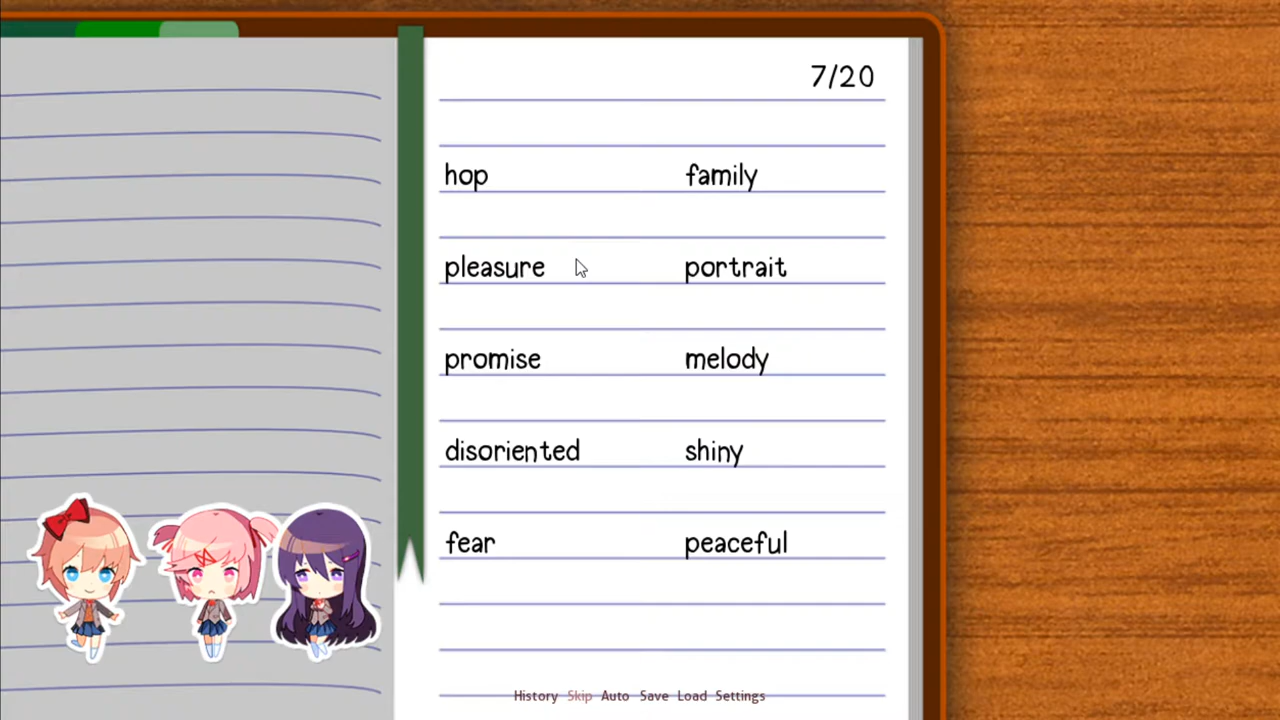 7/20
hop family
pleasure portrait
promise melody
disoriented shiny
fear peaceful
History Skip Auto Save Load Settings